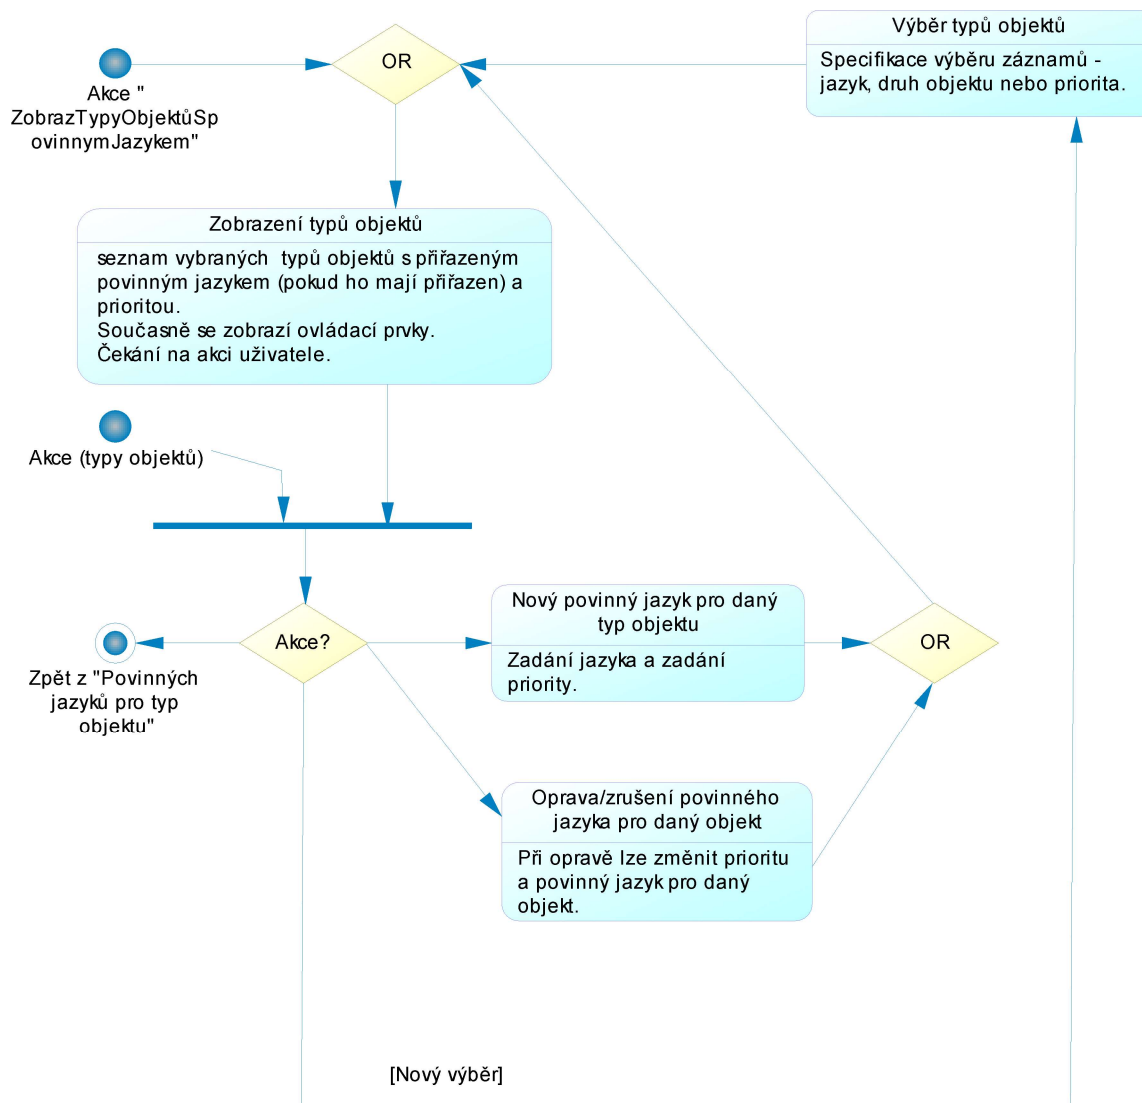 OR
Výběr typů objektů
Specifikace výběru záznamů -
jazyk, druh objektu nebo priorita.
Akce "
ZobrazTypyObjektůSp
ovinnymJazykem"
Zobrazení typů objektů
seznam vybraných typů objektů s přiřazeným
povinným jazykem (pokud ho mají přiřazen) a
prioritou.
Současně se zobrazí ovládací prvky.
Čekání na akci uživatele.
Akce (typy objektů)
Akce?
Nový povinný jazyk pro daný
typ objektu
Zadání jazyka a zadání
priority.
OR
Zpět z "Povinných
jazyků pro typ
objektu"
Oprava/zrušení povinného
jazyka pro daný objekt
Při opravě lze změnit prioritu
a povinný jazyk pro daný
objekt.
[Nový výběr]